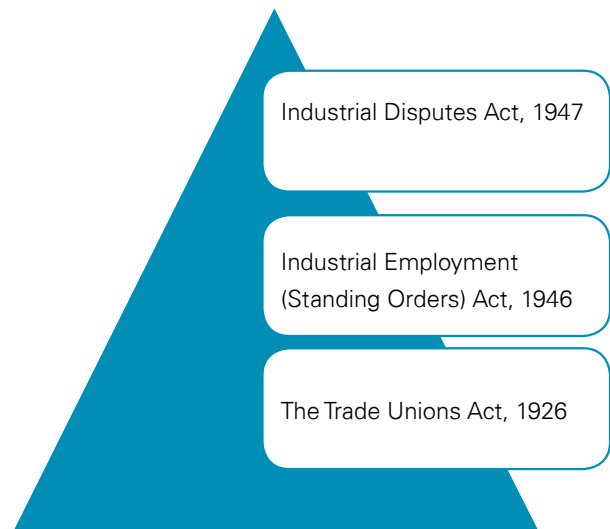 Industrial Disputes Act, 1947
Industrial Employment
(Standing Orders) Act, 1946
The Trade Unions Act, 1926